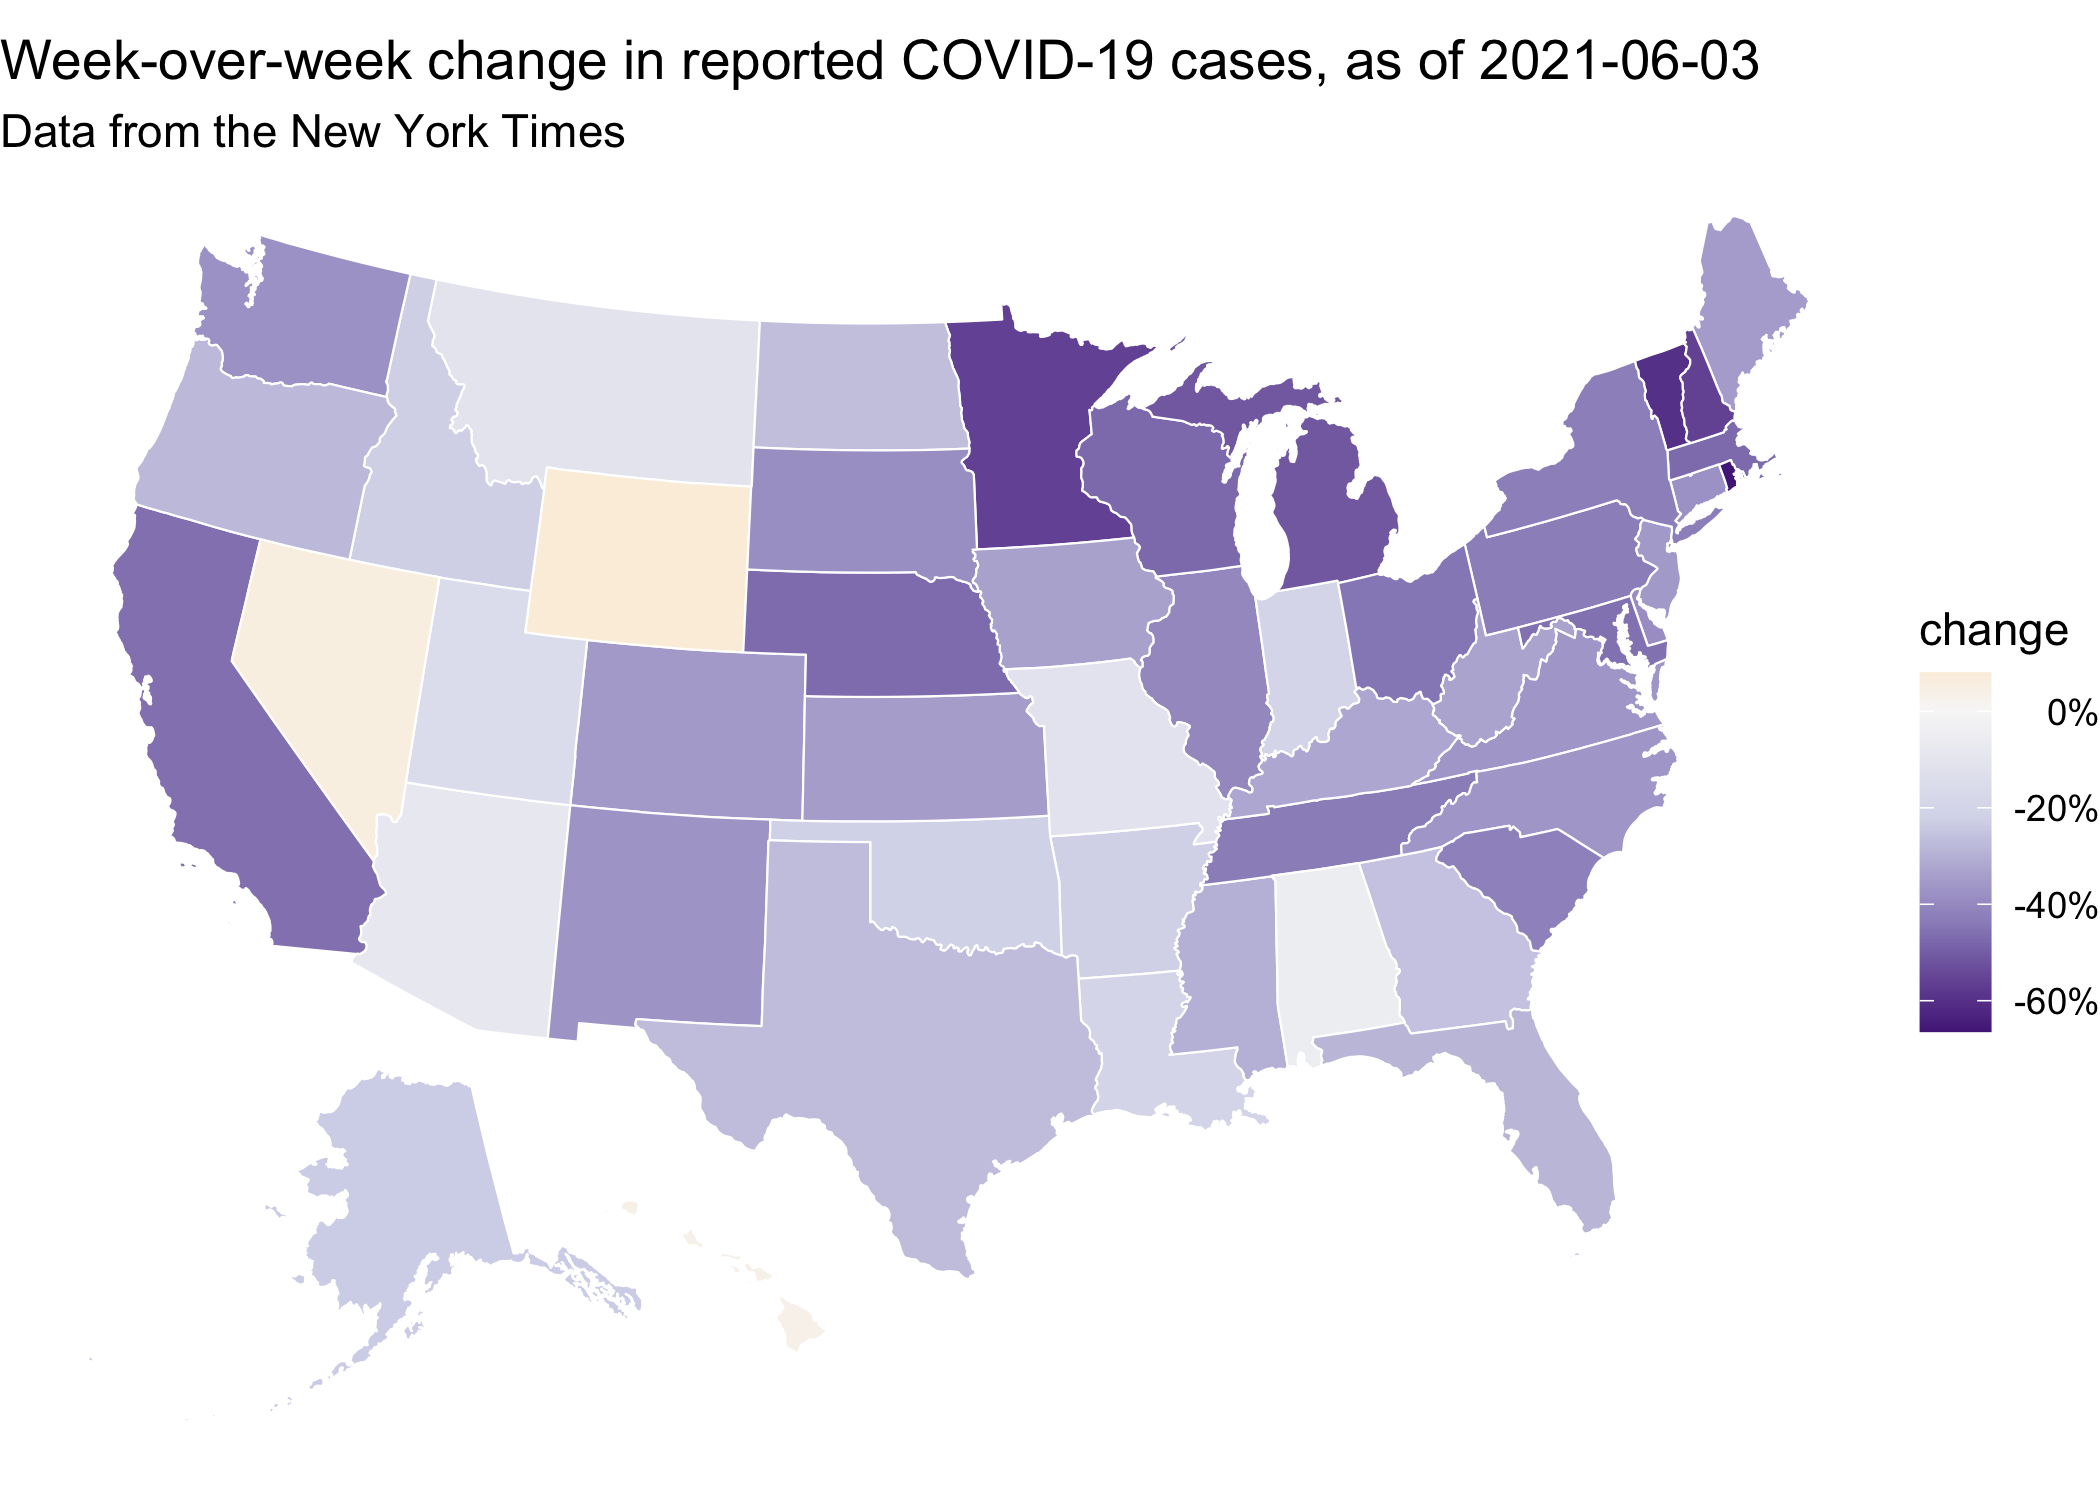 Week-over-week change in reported COVID-19 cases, as of 2021-06-03
Data from the New York Times
change
0%
-20%
-40%
-60%